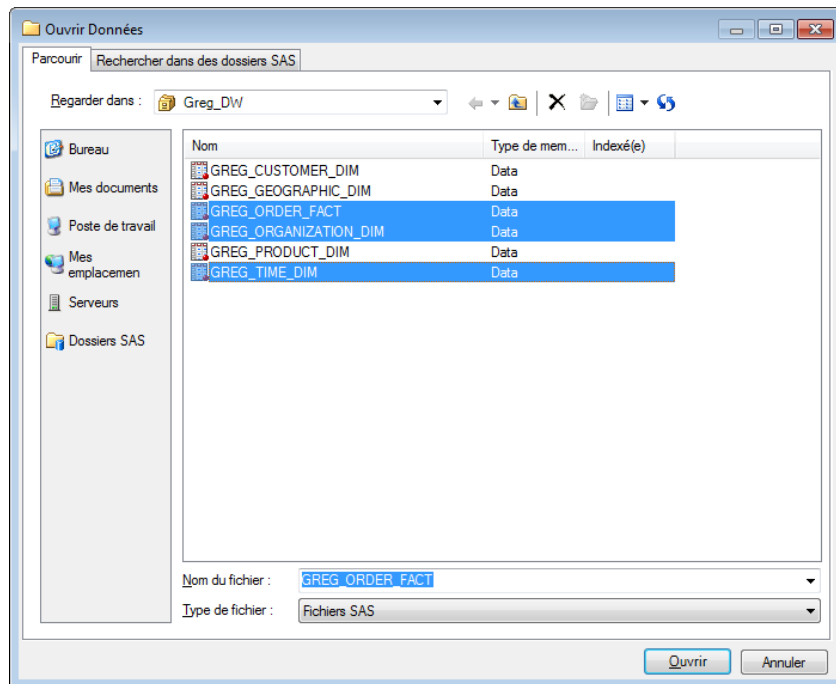 Ouvrir Données
Parcourir Rechercher dans des dossiers SAS
Regarder dans : Greg_DW
Bureau
Mes documents
Poste de travail
Mes
emplacemen
Serveurs
Dossiers SAS
Nom Type de mem... Indexé(e)
GREG_CUSTOMER_DIM Data
GREG_GEOGRAPHIC_DIM Data
GREG_ORDER_FACT Data
GREG_ORGANIZATION_DIM Data
GREG_PRODUCT_DIM Data
GREG_TIME_DIM Data
Nom du fichier : GREG_ORDER_FACT
Type de fichier : Fichiers SAS
Ouvrir Annuler